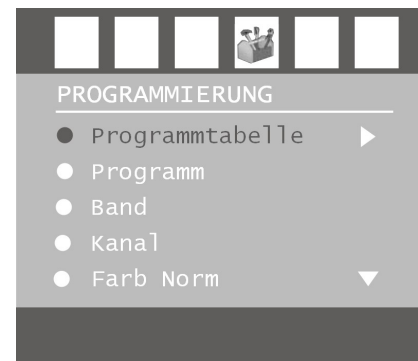 PROGRAMMIERUNG
Programmtabelle
Programm
Band
Kanal
Farb Norm